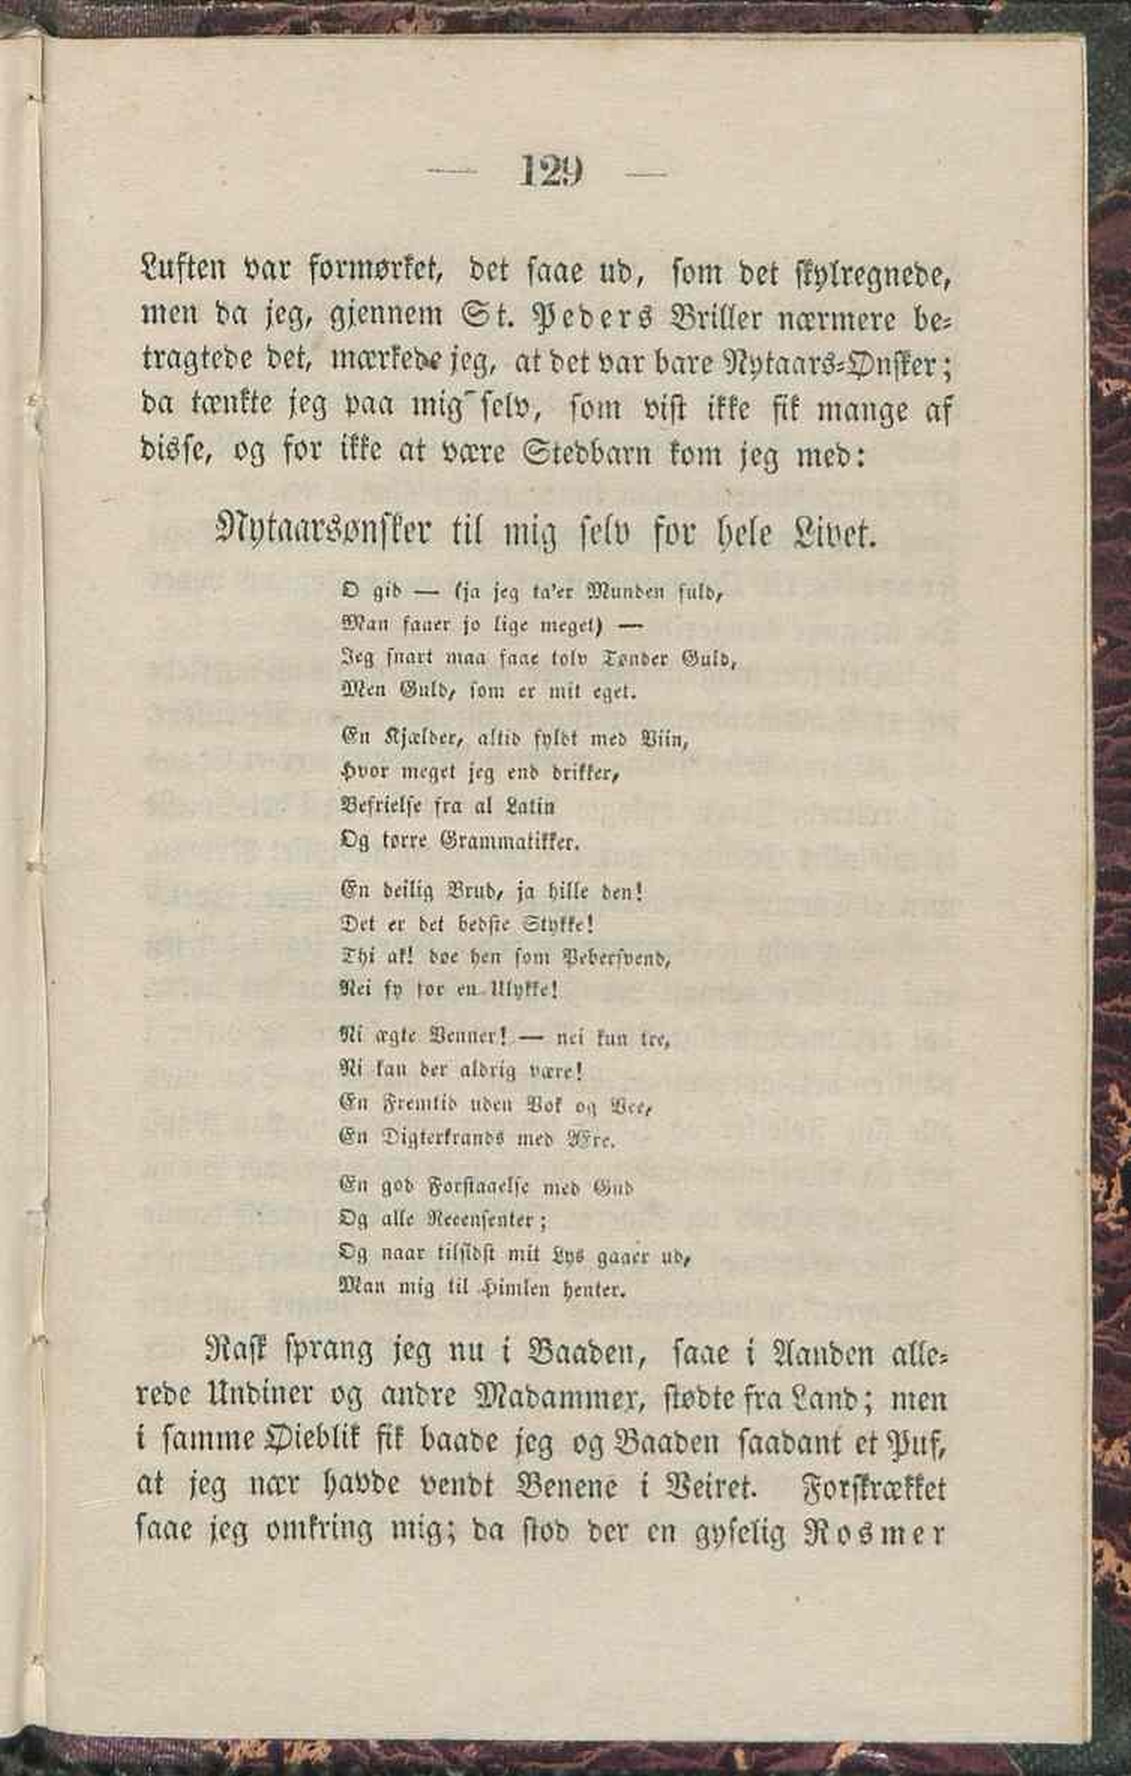 — 129 —
Luften var formørket, det saae ud, som det skylregnede,
men da jeg, gjennem St. Peders Briller nærmere be-
tragtede det, mærkede jeg, at det var bare Nytaars-Ønsker;
da tænkte jeg paa mig selv, som vist ikke fik mange af
disse, og for ikke at være Stedbarn kom jeg med:
Nytaarsønsker til mig selv for hele Livet.
O gid — (ja jeg ta'er Munden fuld,
Man faaer jo lige meget) —
Jeg snart maa faae tolv Tønder Guld,
Men Guld, som er mit eget.
En Kjælder, altid fyldt med Viin,
Hvor meget jeg end drikker,
Befrielse fra al Latin
Og tørre Grammatikker.
En deilig Brud, ja hille den!
Det er det bedste Stykke!
Thi ak! døe hen som Pebersvend,
Nei fy for en Ulykke!
Ni ægte Venner! — nei kun tre,
Ni kan der aldrig være!
En Fremtid uden Vok og Vee,
En Digterkrands med Ære.
En god Forstaaelse med Gud
Og alle Recensenter;
Og naar tilsidst mit Lys gaaer ud,
Man mig til Himlen henter.
Rask sprang jeg nu i Baaden, saae i Aanden alle-
rede Undiner og andre Madammer, stødte fra Land; men
i samme Øieblik fik baade jeg og Baaden saadant et Puf,
at jeg nær havde vendt Benene i Veiret. Forskrækket
saae jeg omkring mig; da stod der en gyselig Rosmer